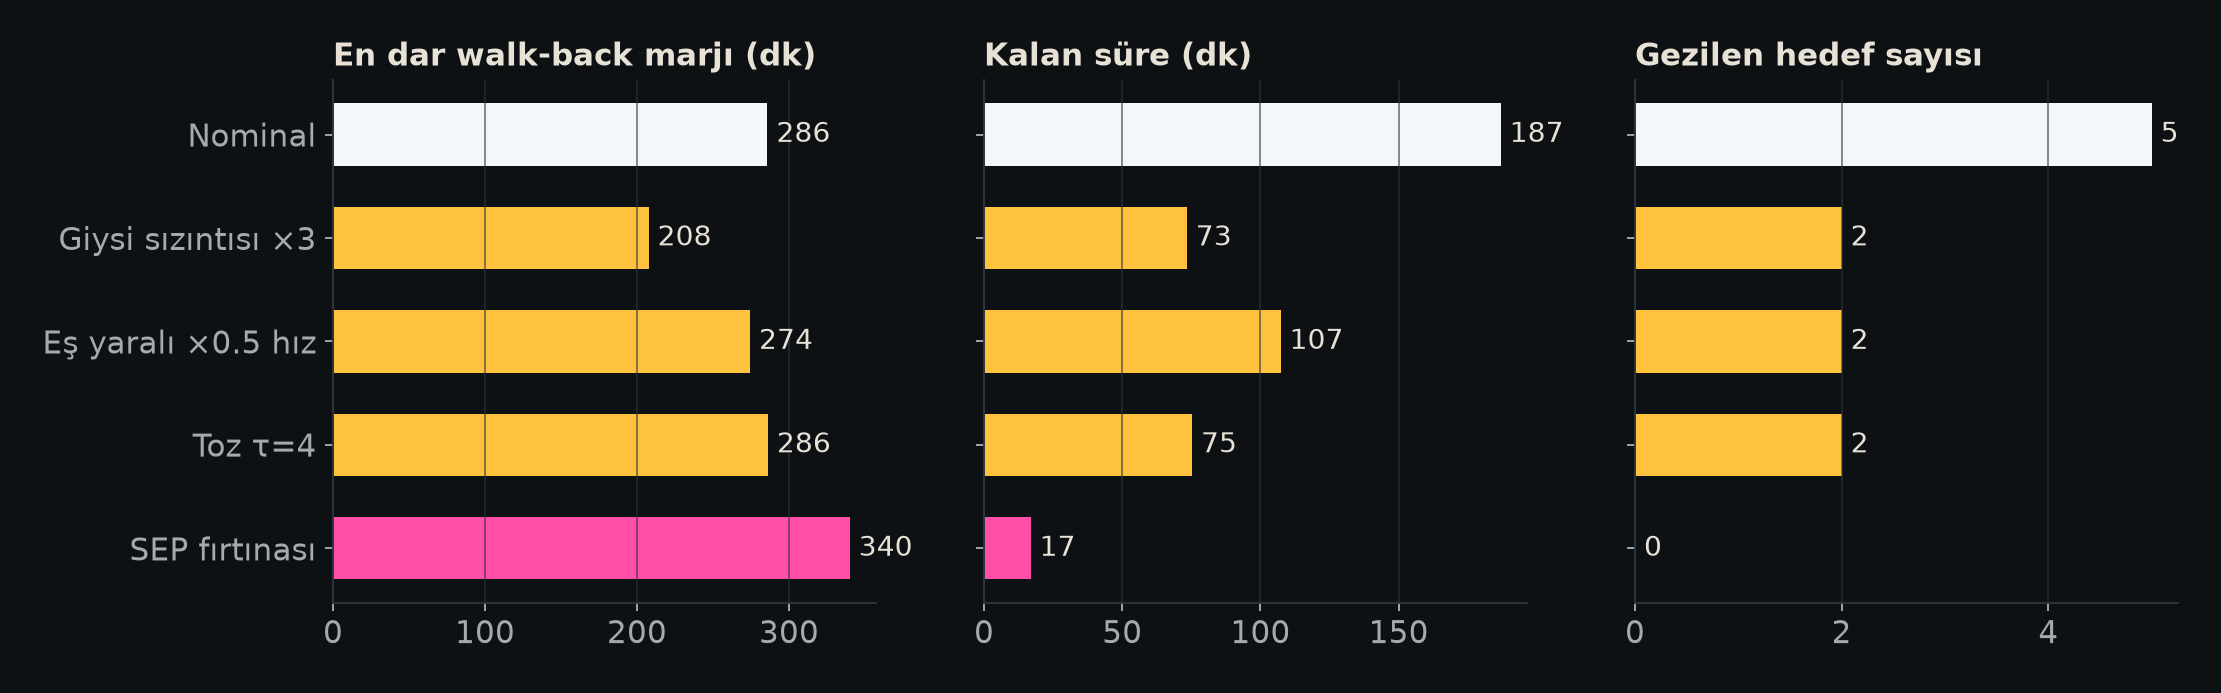 En dar walk-back marjı (dk)
Kalan süre (dk)
Gezilen hedef sayısı
Nominal
286
187
5
Giysi sızıntısı ×3
208
73
2
Eş yaralı ×0.5 hız
274
107
2
Toz τ=4
286
75
2
SEP fırtınası
340
17
0
0 100 200 300
0 50 100 150
0 2 4